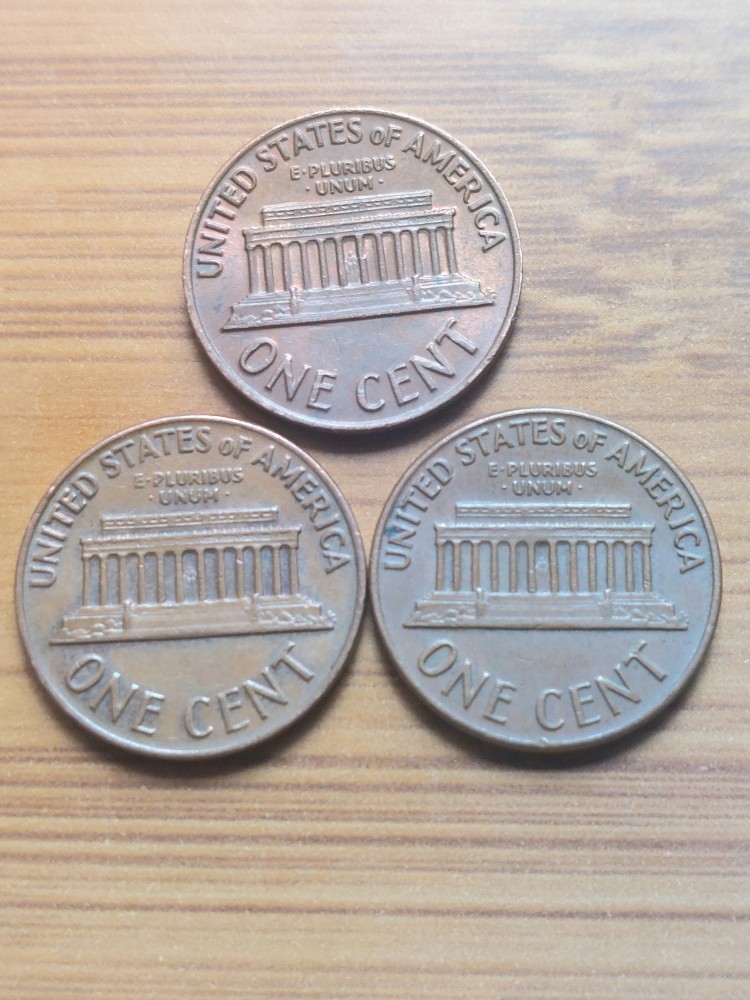 UNITED STATES OF AMERICA
E·PLURIBUS
·UNUM·
ONE CENT
UNITED STATES OF AMERICA
E·PLURIBUS
·UNUM·
ONE CENT
UNITED STATES OF AMERICA
E·PLURIBUS
·UNUM·
ONE CENT